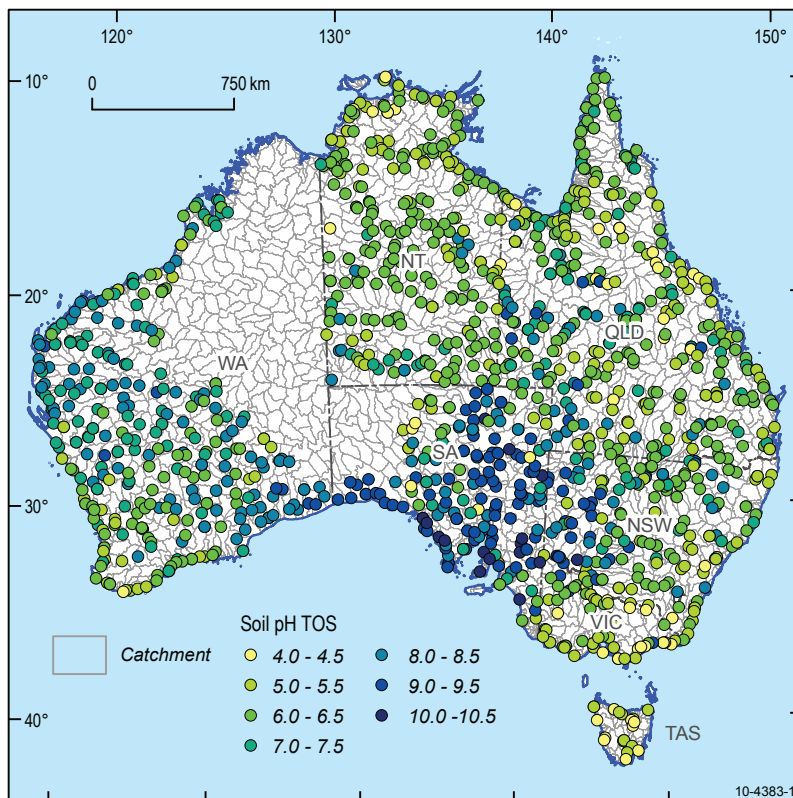 120° 130° 140° 150°
0 750 km
10°
NT
20°
QLD
WA
SA
30°
NSW
VIC
Soil pH TOS
Catchment
4.0 - 4.5 8.0 - 8.5
5.0 - 5.5 9.0 - 9.5
6.0 - 6.5 10.0 -10.5
7.0 - 7.5
40°
TAS
10-4383-1